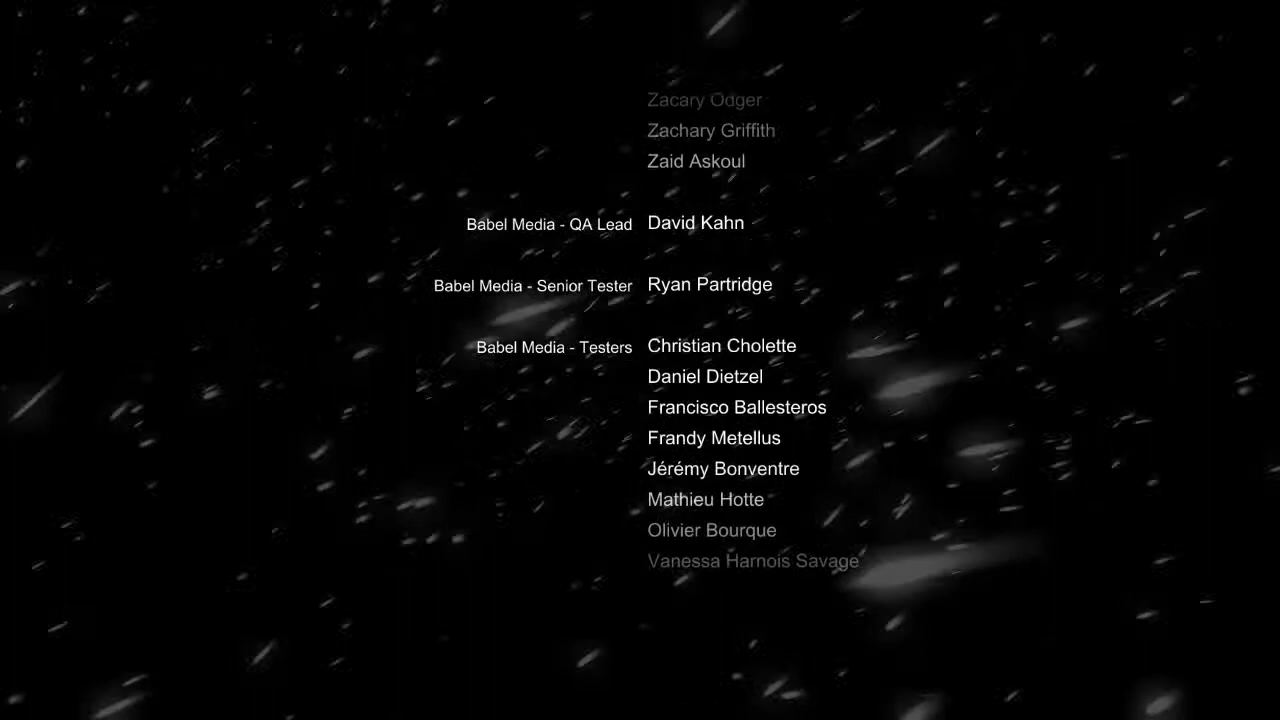 Zacary Odger
Zachary Griffith
Zaid Askoul
Babel Media - QA Lead David Kahn
Babel Media - Senior Tester Ryan Partridge
Babel Media - Testers Christian Cholette
Daniel Dietzel
Francisco Ballesteros
Frandy Metellus
Jérémy Bonventre
Mathieu Hotte
Olivier Bourque
Vanessa Harnois Savage